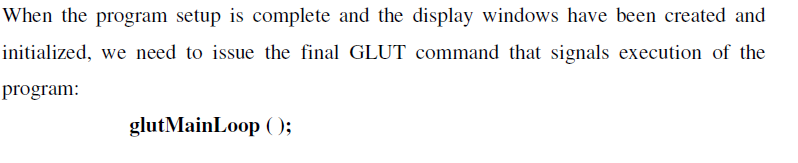 When the program setup is complete and the display windows have been created and
initialized, we need to issue the final GLUT command that signals execution of the
program:
glutMainLoop ( );